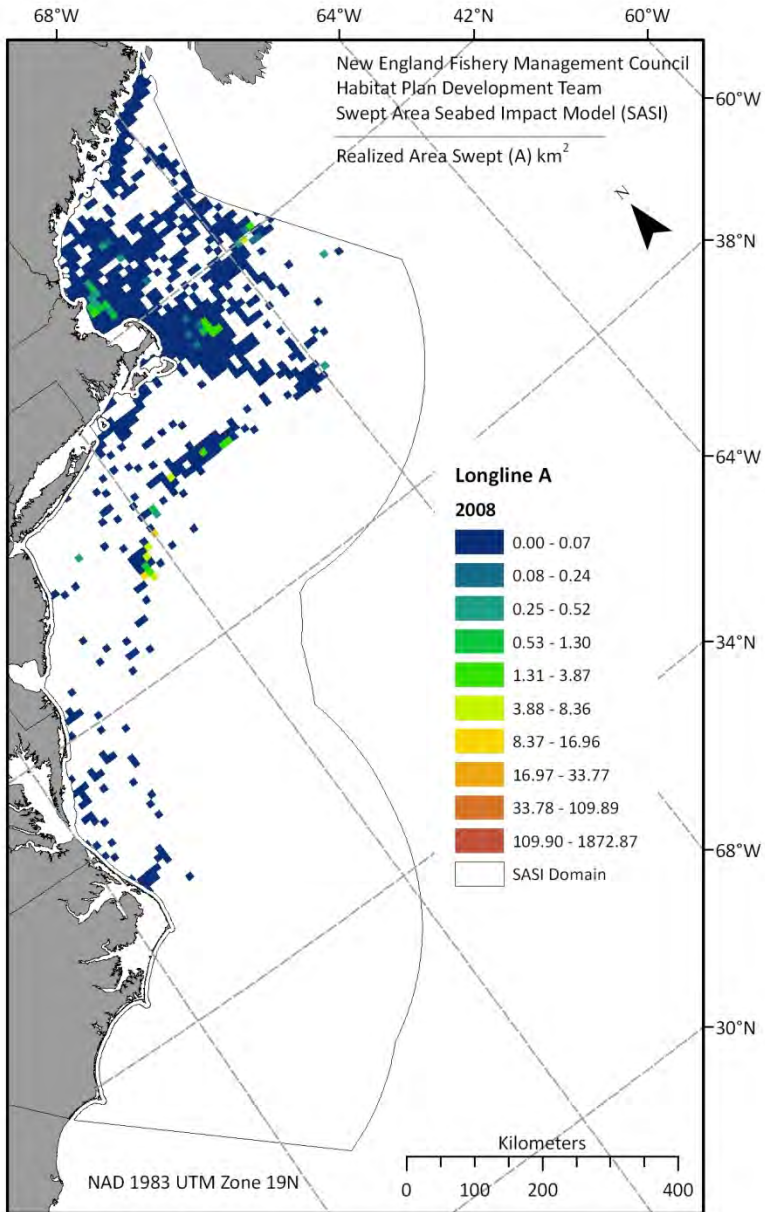 68°W
64°W
42°N
60°W
New England Fishery Management Council
Habitat Plan Development Team
Swept Area Seabed Impact Model (SASI)
Realized Area Swept (A) km²
60°W
N
38°N
64°W
Longline A
2008
0.00 - 0.07
0.08 - 0.24
0.25 - 0.52
0.53 - 1.30
1.31 - 3.87
3.88 - 8.36
8.37 - 16.96
16.97 - 33.77
33.78 - 109.89
109.90 - 1872.87
SASI Domain
34°N
68°W
30°N
Kilometers
0 100 200 300 400
NAD 1983 UTM Zone 19N